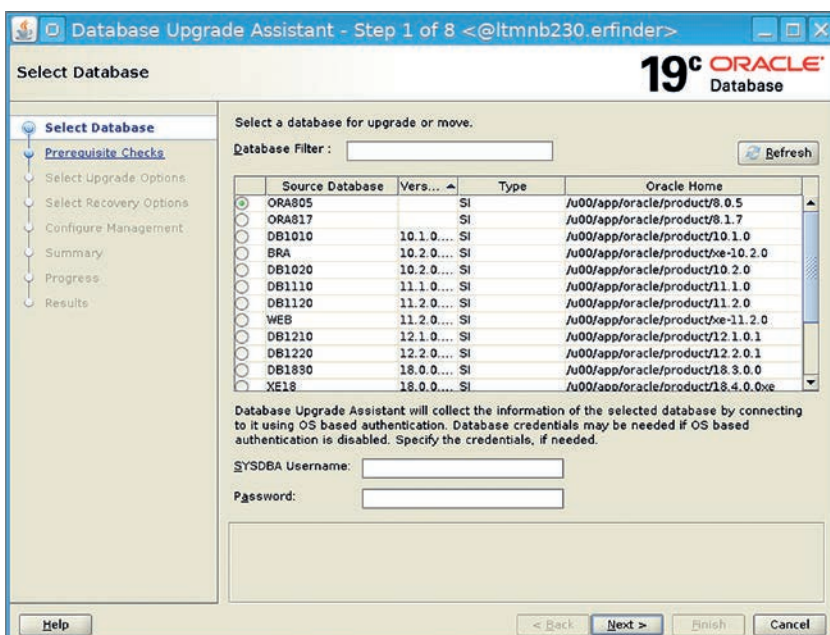 Database Upgrade Assistant - Step 1 of 8 <@ltmnb230.erfinder>
Select Database
19c ORACLE
Database
Select Database
Prerequisite Checks
Select Upgrade Options
Select Recovery Options
Configure Management
Summary
Progress
Results
Select a database for upgrade or move.
Database Filter :
Refresh
Source Database Vers... Type Oracle Home
ORA805 SI /u00/app/oracle/product/8.0.5
ORA817 SI /u00/app/oracle/product/8.1.7
DB1010 10.1.0.... SI /u00/app/oracle/product/10.1.0
BRA 10.2.0.... SI /u00/app/oracle/product/xe-10.2.0
DB1020 10.2.0.... SI /u00/app/oracle/product/10.2.0
DB1110 11.1.0.... SI /u00/app/oracle/product/11.1.0
DB1120 11.2.0.... SI /u00/app/oracle/product/11.2.0
WEB 11.2.0.... SI /u00/app/oracle/product/xe-11.2.0
DB1210 12.1.0.... SI /u00/app/oracle/product/12.1.0.1
DB1220 12.2.0.... SI /u00/app/oracle/product/12.2.0.1
DB1830 18.0.0.... SI /u00/app/oracle/product/18.3.0.0
XE18 18.0.0.... SI /u00/app/oracle/product/18.4.0.0xe
Database Upgrade Assistant will collect the information of the selected database by connecting
to it using OS based authentication. Database credentials may be needed if OS based
authentication is disabled. Specify the credentials, if needed.
SYSDBA Username:
Password:
Help
< Back
Next >
Finish
Cancel